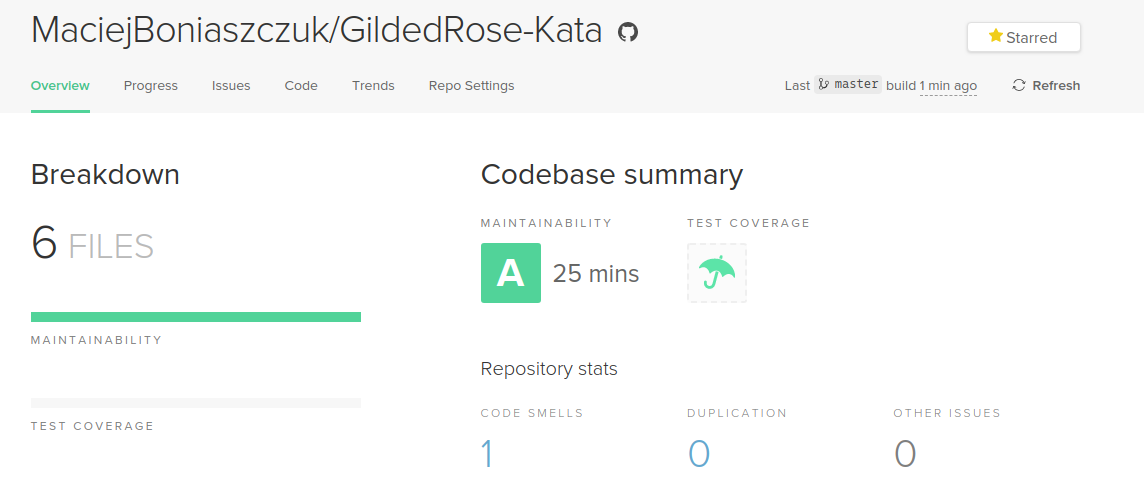 MaciejBoniaszczuk/GildedRose-Kata
Starred
Overview Progress Issues Code Trends Repo Settings
Last master build 1 min ago Refresh
Breakdown
6 FILES
MAINTAINABILITY
TEST COVERAGE
Codebase summary
MAINTAINABILITY TEST COVERAGE
A 25 mins
Repository stats
CODE SMELLS DUPLICATION OTHER ISSUES
1 0 0